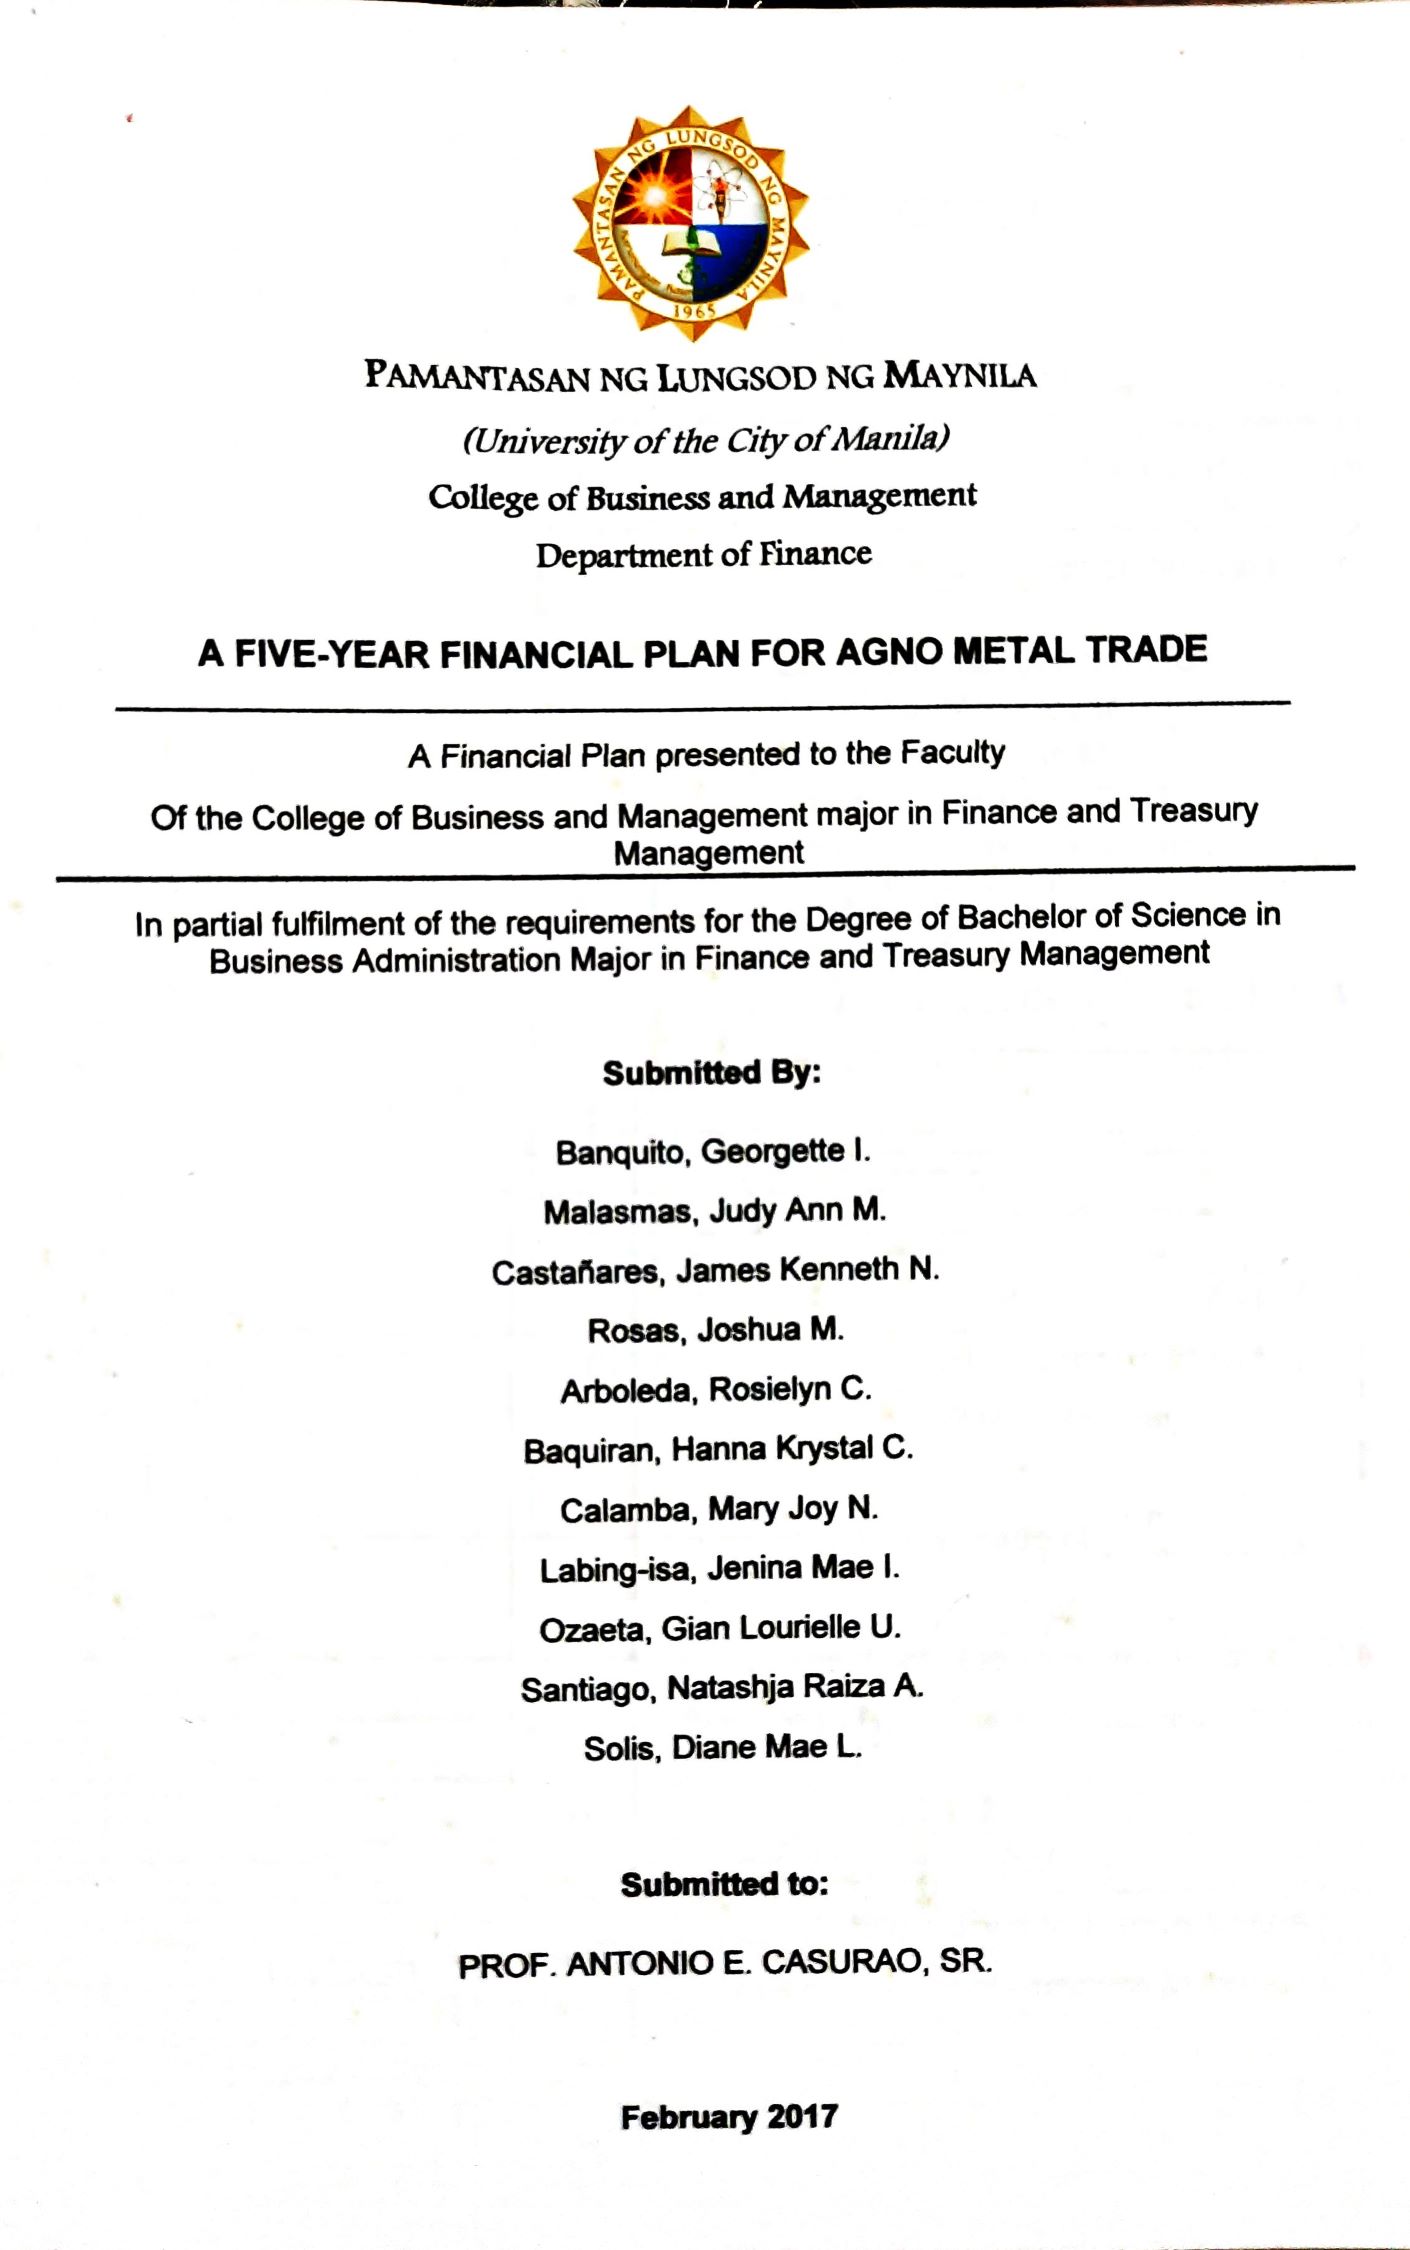 PAMANTASAN NG LUNGSOD NG MAYNILA
1965
PAMANTASAN NG LUNGSOD NG MAYNILA
(University of the City of Manila)
College of Business and Management
Department of Finance
A FIVE-YEAR FINANCIAL PLAN FOR AGNO METAL TRADE
A Financial Plan presented to the Faculty
Of the College of Business and Management major in Finance and Treasury
Management
In partial fulfilment of the requirements for the Degree of Bachelor of Science in
Business Administration Major in Finance and Treasury Management
Submitted By:
Banquito, Georgette I.
Malasmas, Judy Ann M.
Castañares, James Kenneth N.
Rosas, Joshua M.
Arboleda, Rosielyn C.
Baquiran, Hanna Krystal C.
Calamba, Mary Joy N.
Labing-isa, Jenina Mae I.
Ozaeta, Gian Lourielle U.
Santiago, Natashja Raiza A.
Solis, Diane Mae L.
Submitted to:
PROF. ANTONIO E. CASURAO, SR.
February 2017